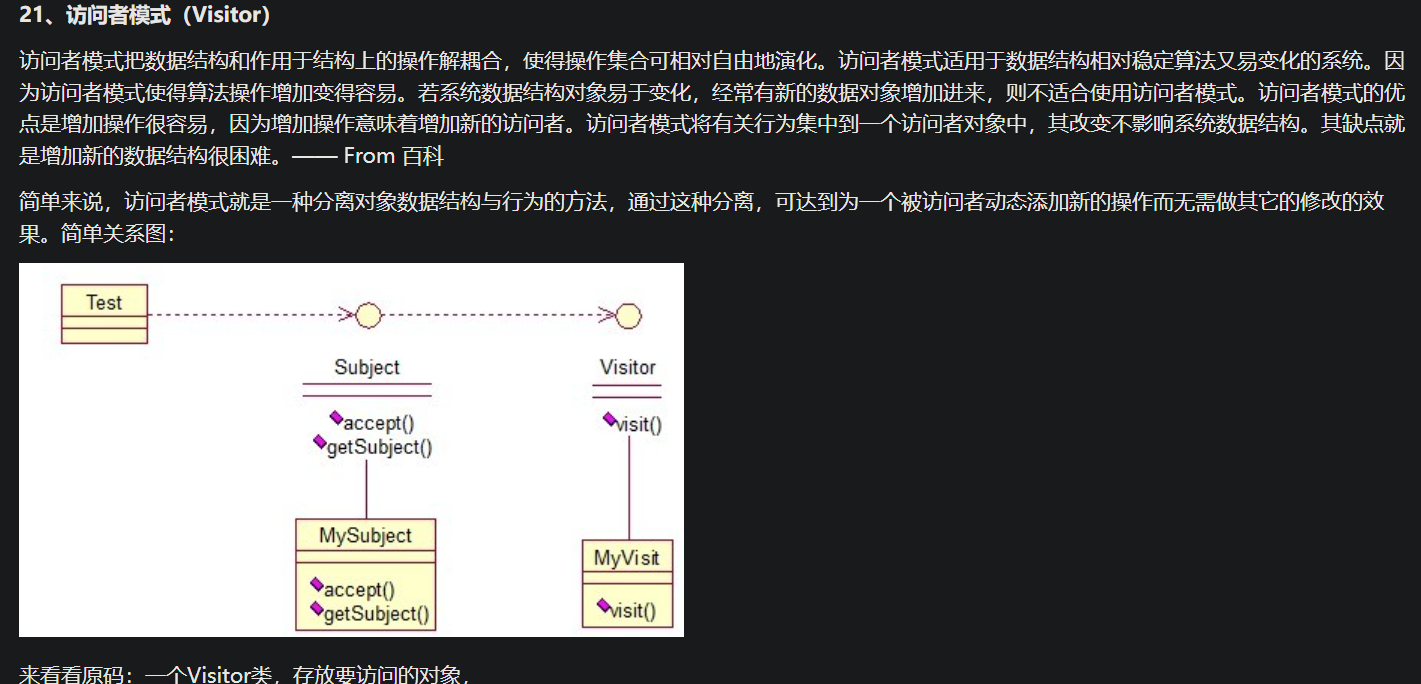 21、访问者模式（Visitor）
访问者模式把数据结构和作用于结构上的操作解耦合，使得操作集合可相对自由地演化。访问者模式适用于数据结构相对稳定算法又易变化的系统。因
为访问者模式使得算法操作增加变得容易。若系统数据结构对象易于变化，经常有新的数据对象增加进来，则不适合使用访问者模式。访问者模式的优
点是增加操作很容易，因为增加操作意味着增加新的访问者。访问者模式将有关行为集中到一个访问者对象中，其改变不影响系统数据结构。其缺点就
是增加新的数据结构很困难。—— From 百科
简单来说，访问者模式就是一种分离对象数据结构与行为的方法，通过这种分离，可达到为一个被访问者动态添加新的操作而无需做其它的修改的效
果。简单关系图：
Test
Subject
accept()
getSubject()
Visitor
visit()
MySubject
accept()
getSubject()
MyVisit
visit()
来看看原码：一个Visitor类，存放要访问的对象，